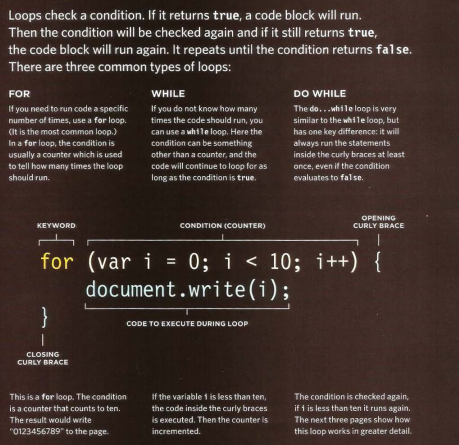 Loops check a condition. If it returns true, a code block will run.
Then the condition will be checked again and if it still returns true,
the code block will run again. It repeats until the condition returns false.
There are three common types of loops:
FOR
If you need to run code a specific
number of times, use a for loop.
(It is the most common loop.)
In a for loop, the condition is
usually a counter which is used
to tell how many times the loop
should run.
WHILE
If you do not know how many
times the code should run, you
can use a while loop. Here the
condition can be something
other than a counter, and the
code will continue to loop for as
long as the condition is true.
DO WHILE
The do...while loop is very
similar to the while loop, but
has one key difference: it will
always run the statements
inside the curly braces at least
once, even if the condition
evaluates to false.
KEYWORD
CONDITION (COUNTER)
OPENING
CURLY BRACE
for (var i = 0; i < 10; i++) {
document.write(i);
}
CODE TO EXECUTE DURING LOOP
CLOSING
CURLY BRACE
This is a for loop. The condition
is a counter that counts to ten.
The result would write
"0123456789" to the page.
If the variable i is less than ten,
the code inside the curly braces
is executed. Then the counter is
incremented.
The condition is checked again,
if i is less than ten it runs again.
The next three pages show how
this loop works in greater detail.